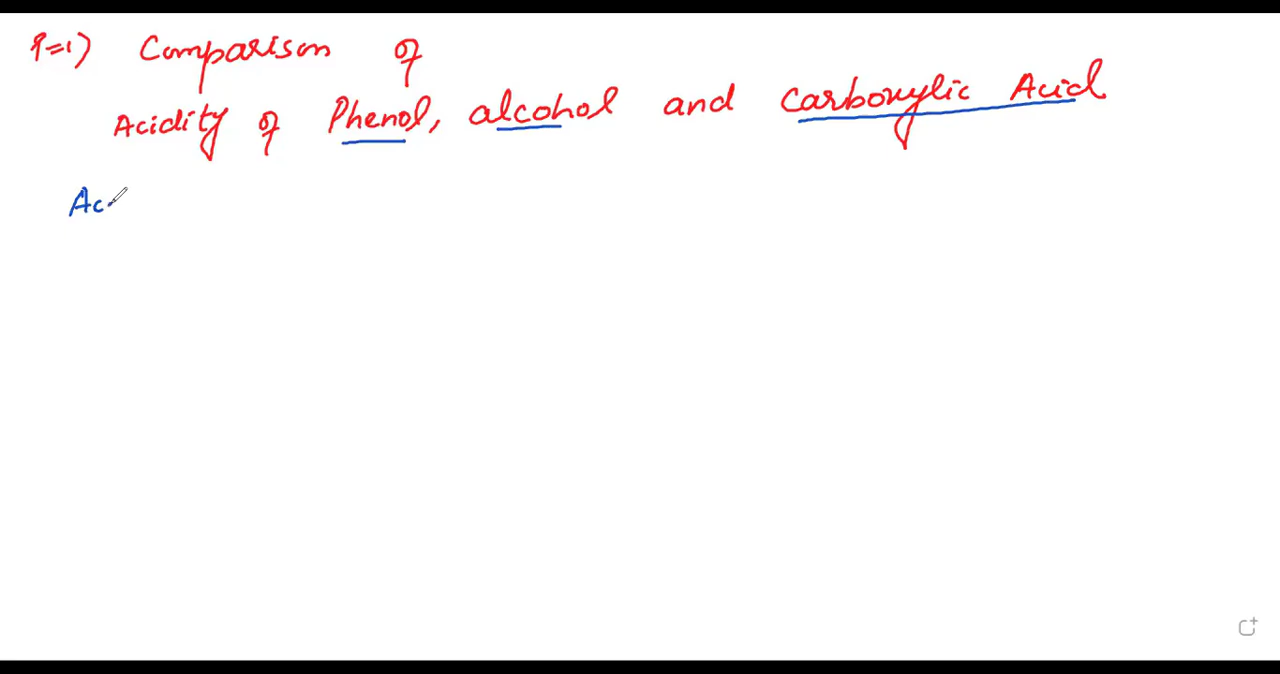 q=1) Comparison of
Acidity of Phenol, alcohol and Carboxylic Acid
Ac